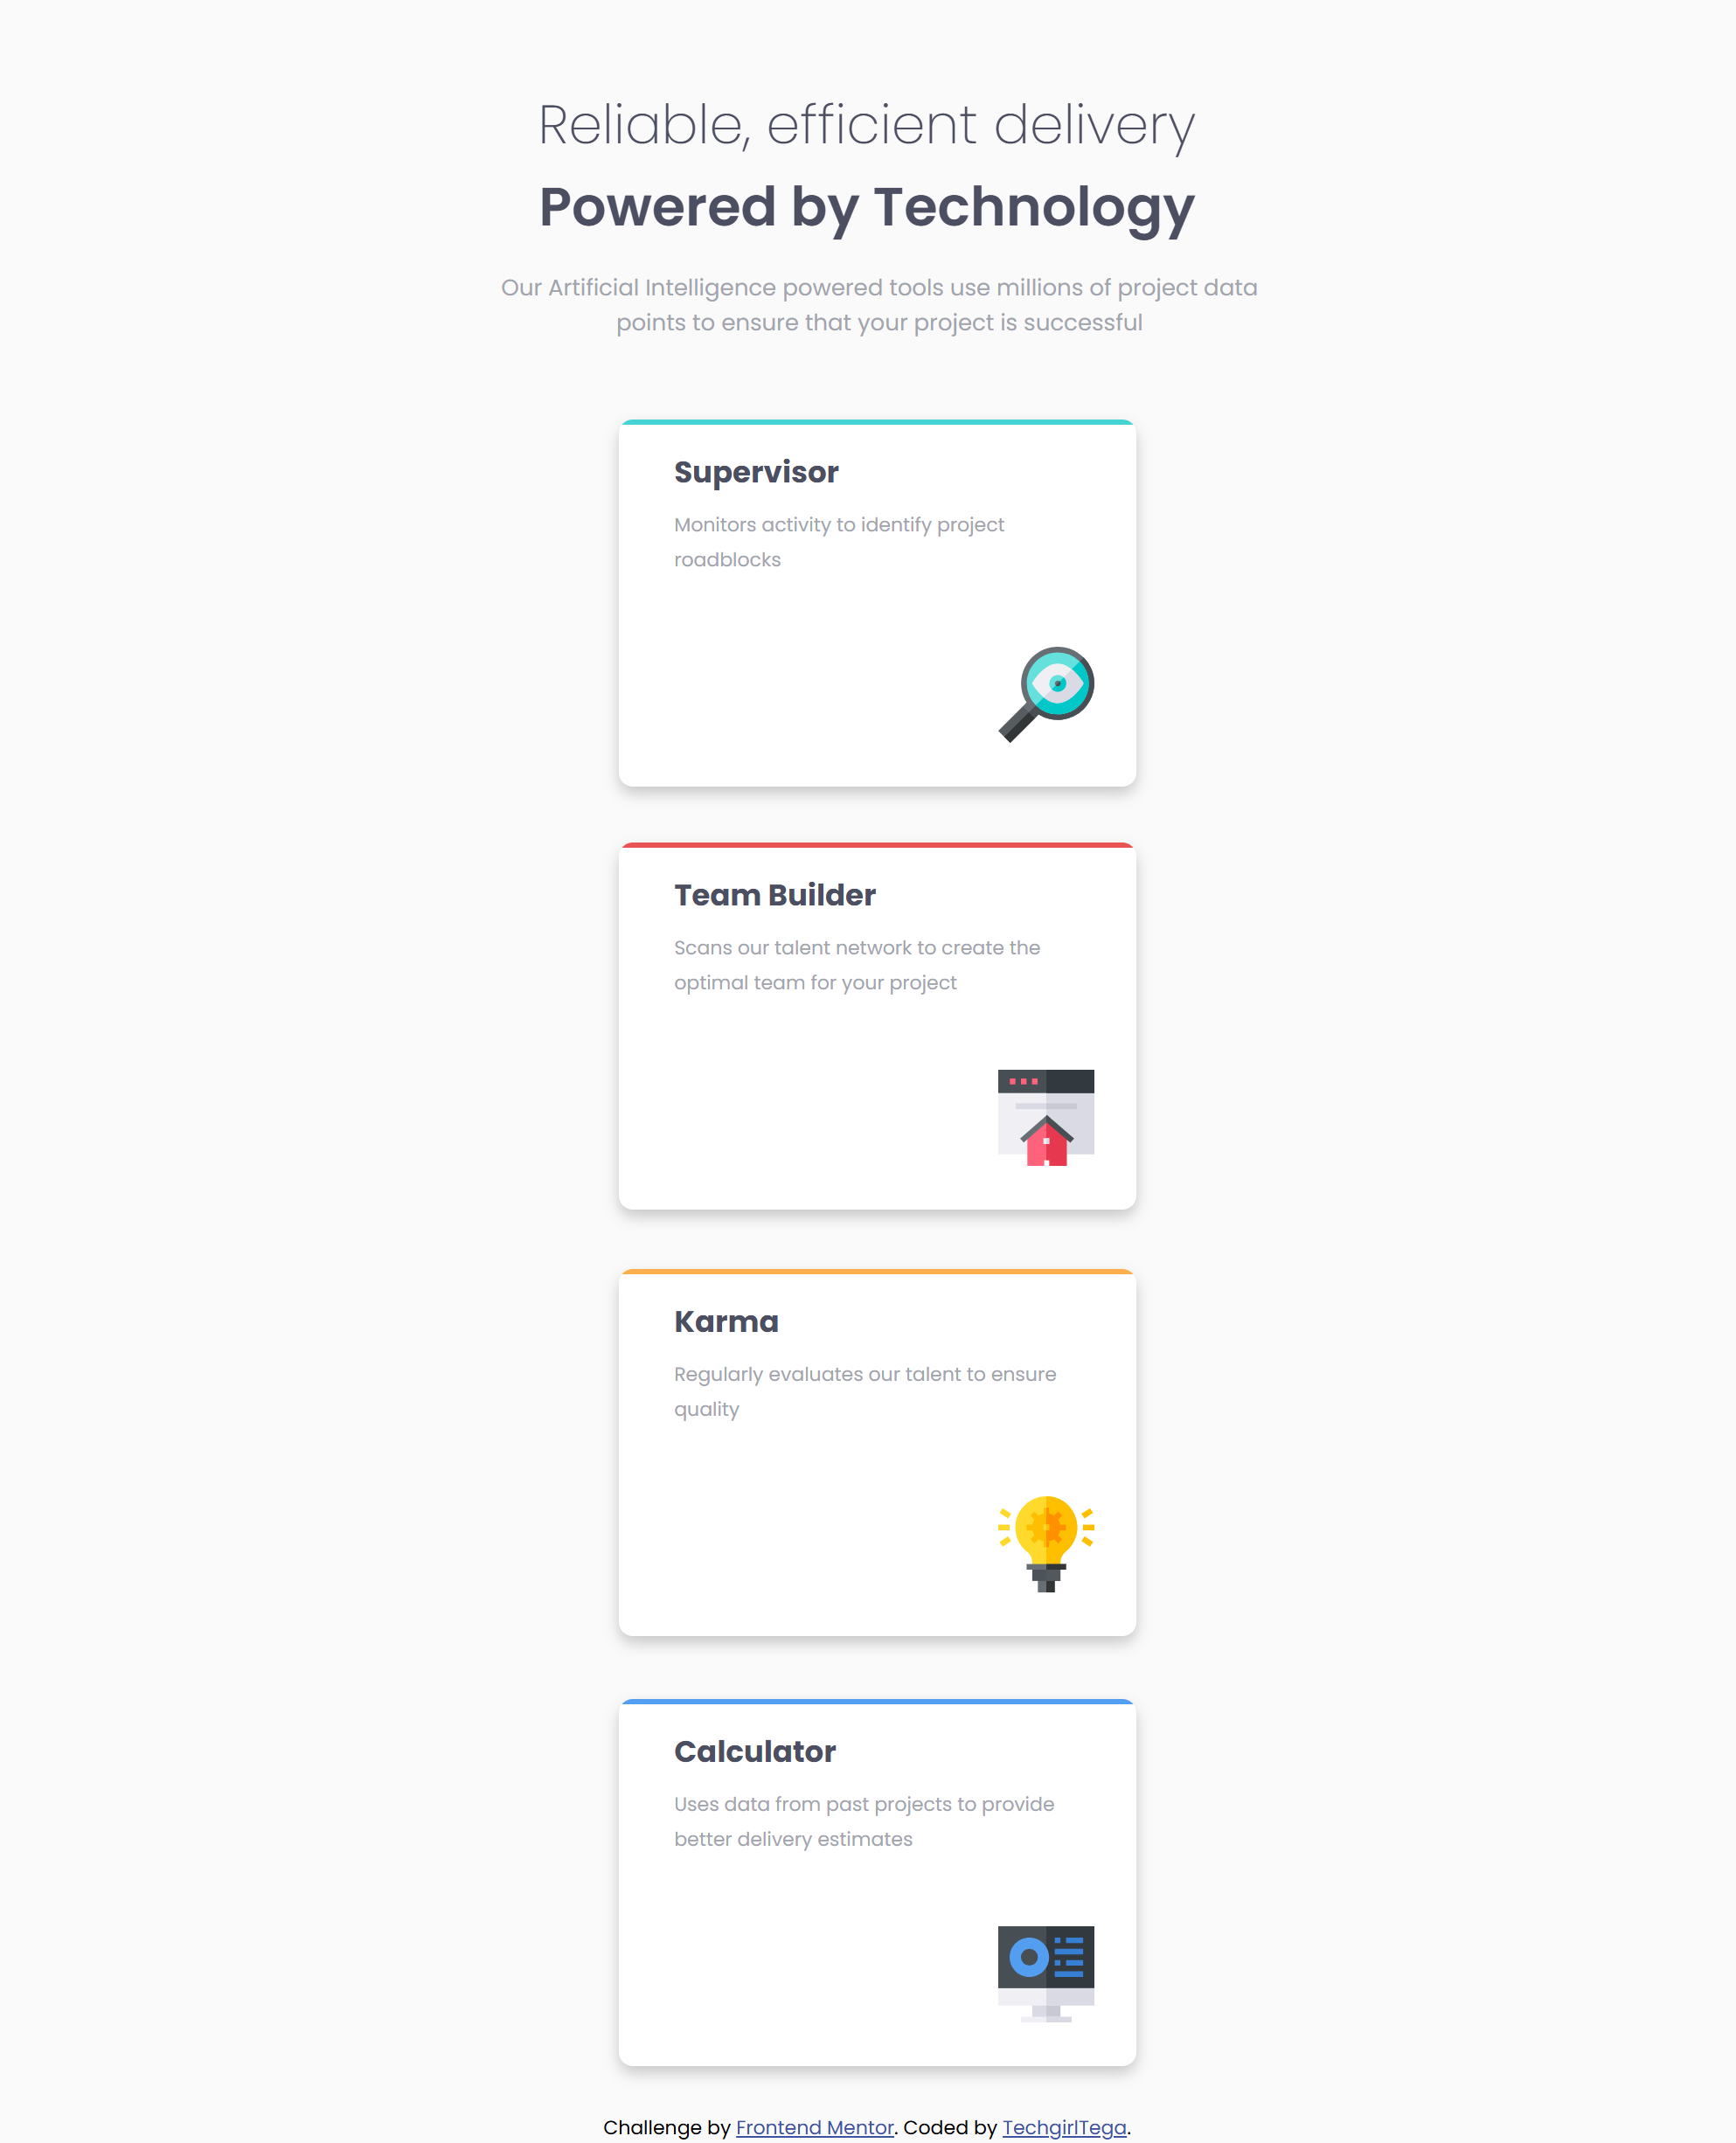 Reliable, efficient delivery
Powered by Technology
Our Artificial Intelligence powered tools use millions of project data
points to ensure that your project is successful
Supervisor
Monitors activity to identify project
roadblocks
Team Builder
Scans our talent network to create the
optimal team for your project
Karma
Regularly evaluates our talent to ensure
quality
Calculator
Uses data from past projects to provide
better delivery estimates
Challenge by Frontend Mentor. Coded by TechgirlTega.